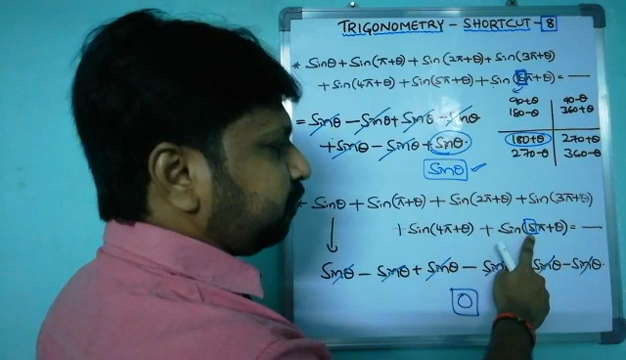 TRIGONOMETRY - SHORTCUT - 8
* Sinθ + Sin(π+θ) + Sin(2π+θ) + Sin(3π+θ)
+ Sin(4π+θ) + Sin(5π+θ) + Sin(6π+θ) = —
90+θ 90-θ
180-θ 360+θ
180+θ 270+θ
270-θ 360-θ
= Sinθ - Sinθ + Sinθ - Sinθ
+ Sinθ - Sinθ + Sinθ.
Sinθ
Sinθ + Sin(π+θ) + Sin(2π+θ) + Sin(3π+θ)
+ Sin(4π+θ) + Sin(5π+θ) = —
Sinθ - Sinθ + Sinθ - Sinθ - Sinθ.
0